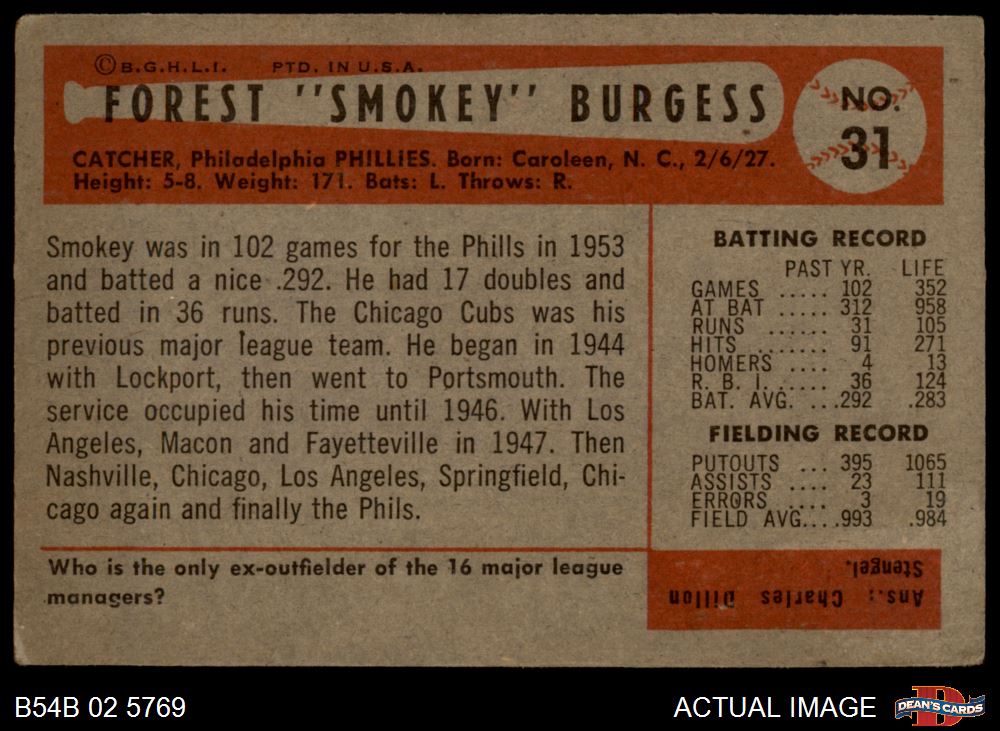 ©B.G.H.L.I. PTD. IN U.S.A.
FOREST "SMOKEY" BURGESS
NO.
31
CATCHER, Philadelphia PHILLIES. Born: Caroleen, N. C., 2/6/27.
Height: 5-8. Weight: 171. Bats: L. Throws: R.
Smokey was in 102 games for the Phills in 1953
and batted a nice .292. He had 17 doubles and
batted in 36 runs. The Chicago Cubs was his
previous major league team. He began in 1944
with Lockport, then went to Portsmouth. The
service occupied his time until 1946. With Los
Angeles, Macon and Fayetteville in 1947. Then
Nashville, Chicago, Los Angeles, Springfield, Chi-
cago again and finally the Phils.
BATTING RECORD
PAST YR. LIFE
GAMES ..... 102 352
AT BAT ..... 312 958
RUNS ...... 31 105
HITS ....... 91 271
HOMERS .... 4 13
R. B. I. ..... 36 124
BAT. AVG. ...292 .283
FIELDING RECORD
PUTOUTS ... 395 1065
ASSISTS .... 23 111
ERRORS .... 3 19
FIELD AVG....993 .984
Who is the only ex-outfielder of the 16 major league
managers?
Ans.: Charles Dillon
Stengel.
B54B 02 5769
ACTUAL IMAGE
DEAN'S CARDS